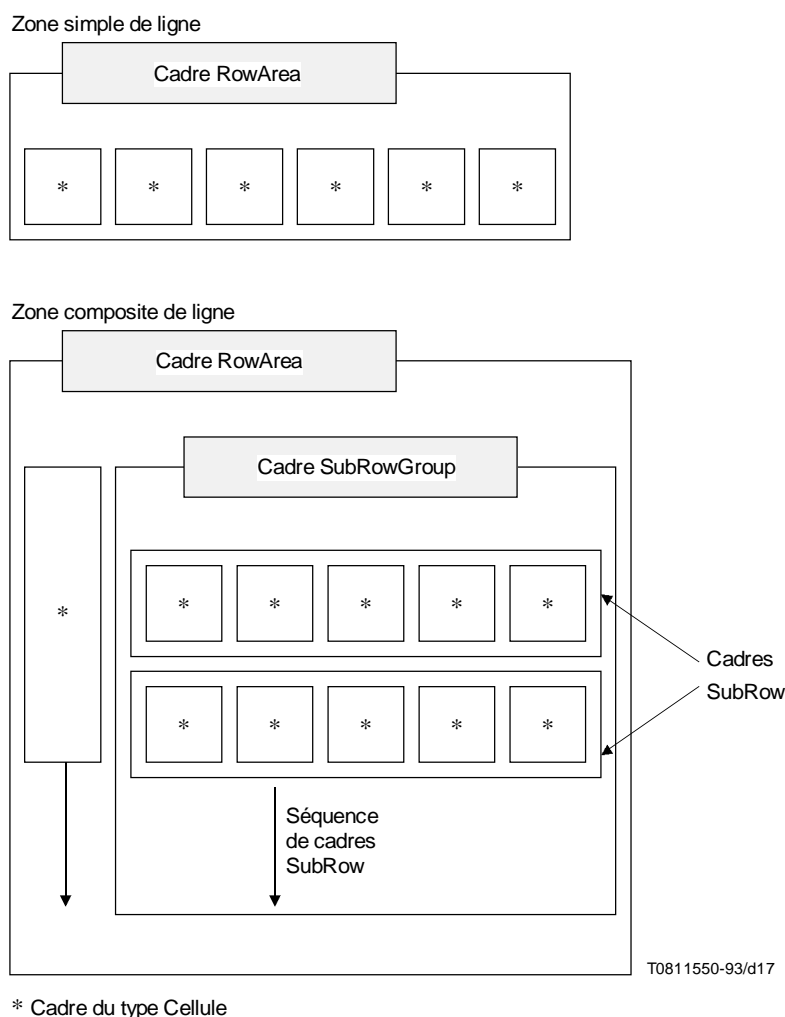 Zone simple de ligne
Cadre RowArea
* * * * * *
Zone composite de ligne
Cadre RowArea
Cadre SubRowGroup
*
* * * * *
Cadres
SubRow
* * * * *
Séquence
de cadres
SubRow
T0811550-93/d17
* Cadre du type Cellule